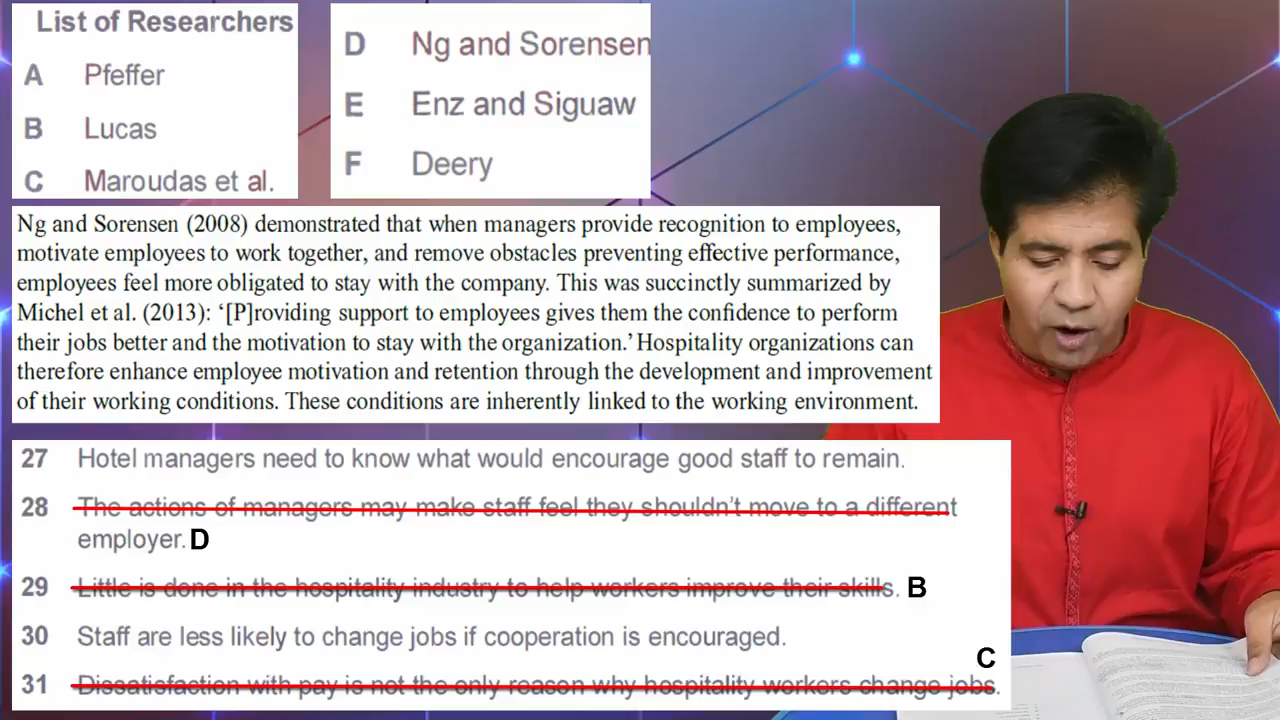 List of Researchers
A Pfeffer
B Lucas
C Maroudas et al.
D Ng and Sorensen
E Enz and Siguaw
F Deery
Ng and Sorensen (2008) demonstrated that when managers provide recognition to employees,
motivate employees to work together, and remove obstacles preventing effective performance,
employees feel more obligated to stay with the company. This was succinctly summarized by
Michel et al. (2013): ‘[P]roviding support to employees gives them the confidence to perform
their jobs better and the motivation to stay with the organization.’ Hospitality organizations can
therefore enhance employee motivation and retention through the development and improvement
of their working conditions. These conditions are inherently linked to the working environment.
27 Hotel managers need to know what would encourage good staff to remain.
28 The actions of managers may make staff feel they shouldn’t move to a different
employer. D
29 Little is done in the hospitality industry to help workers improve their skills. B
30 Staff are less likely to change jobs if cooperation is encouraged.
C
31 Dissatisfaction with pay is not the only reason why hospitality workers change jobs.